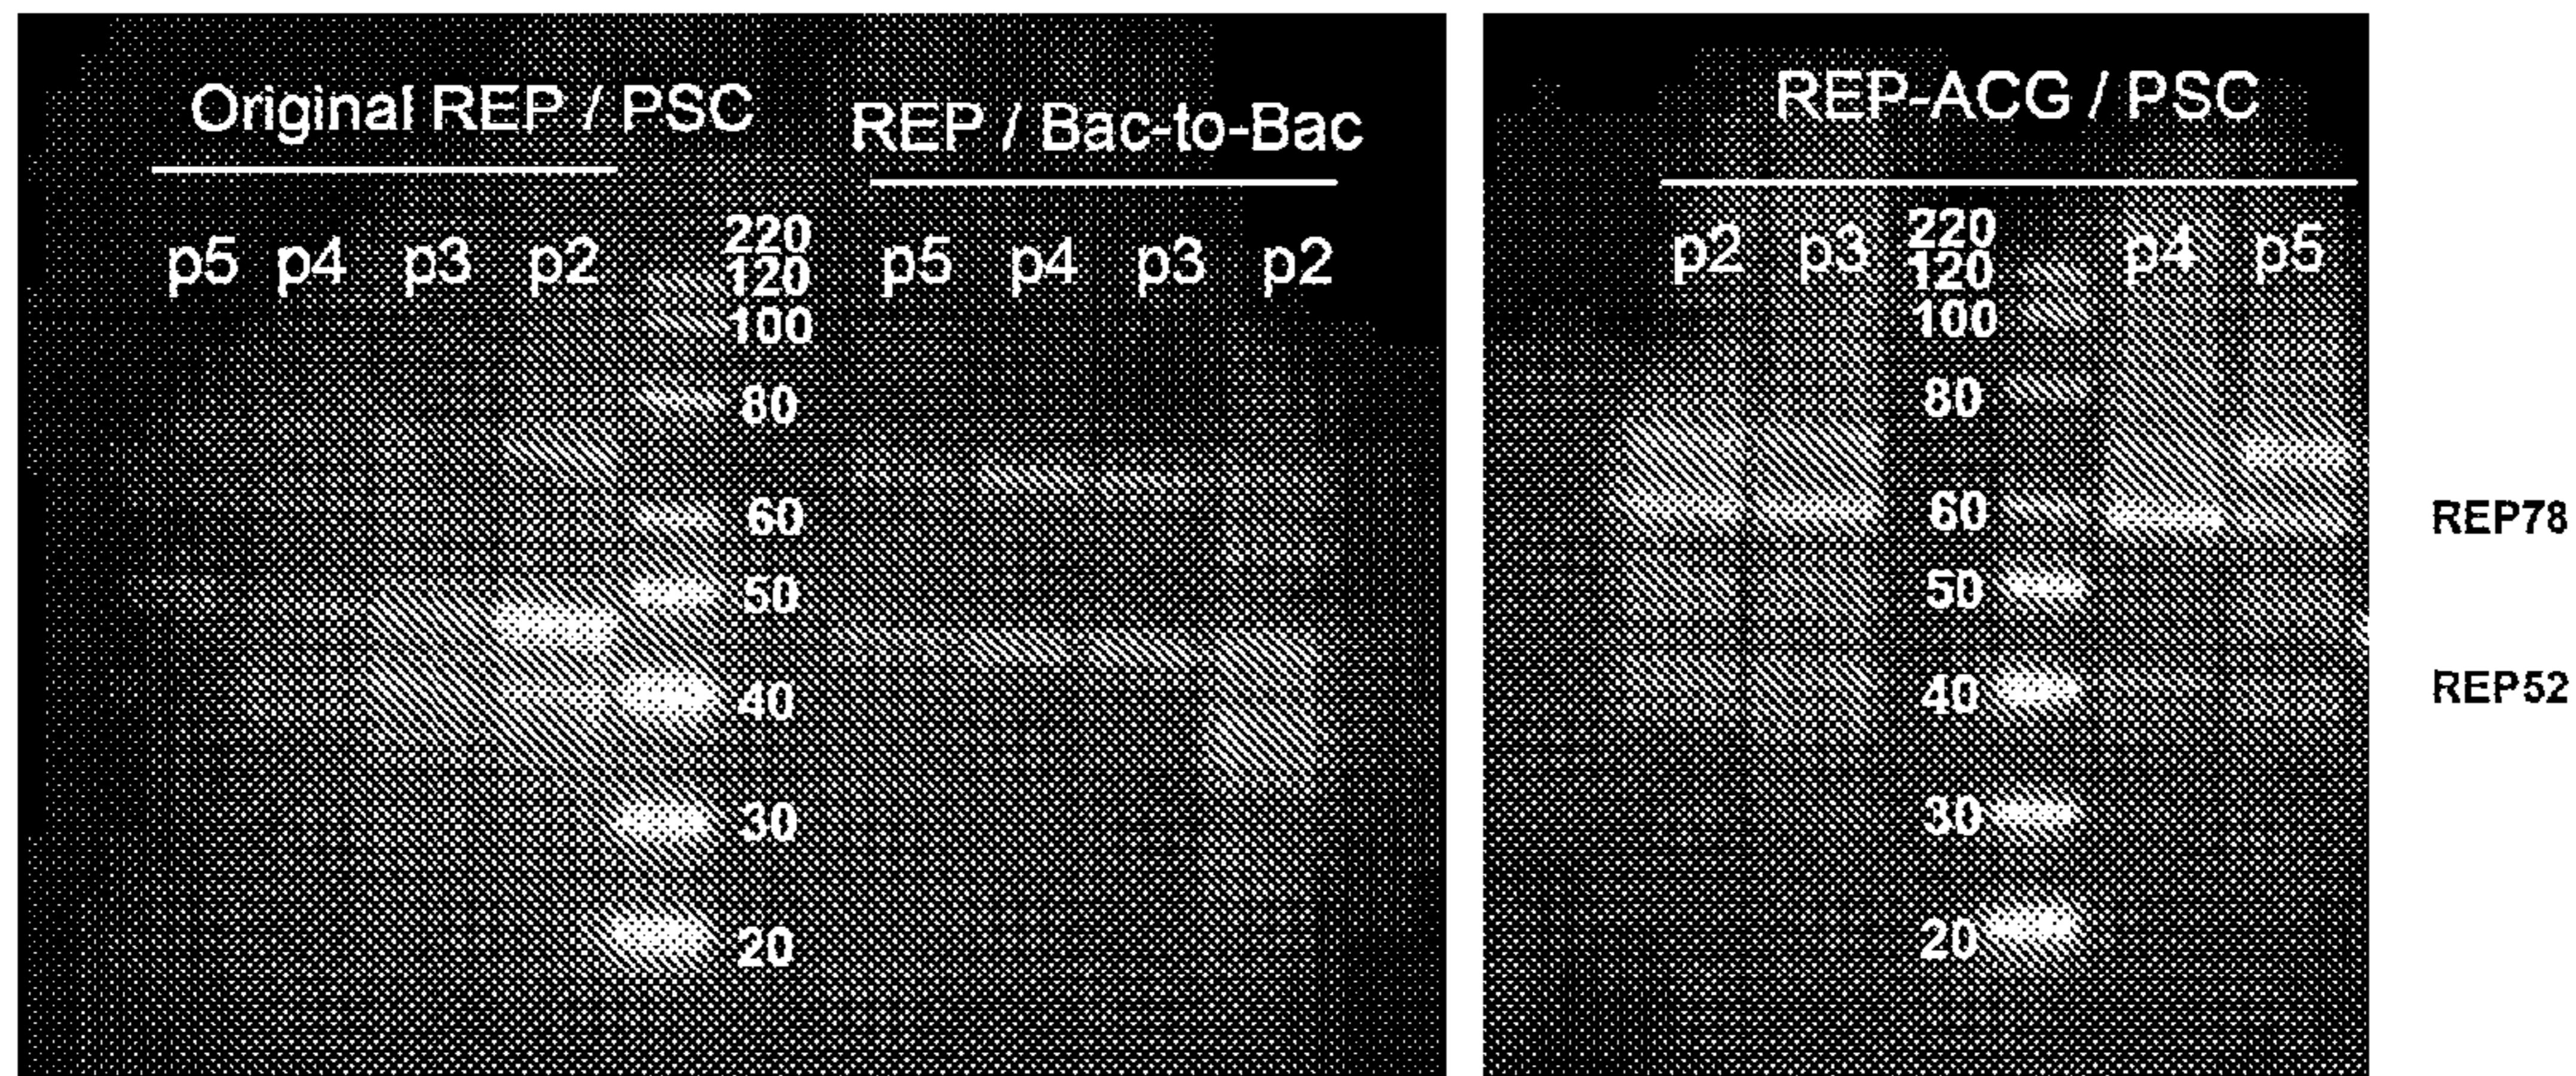 Original REP / PSC
REP / Bac-to-Bac
p5 p4 p3 p2
220
120
100
80
60
50
40
30
20
p5 p4 p3 p2
REP-ACG / PSC
p2 p3
220
120
100
80
60
50
40
30
20
p4 p5
REP78
REP52